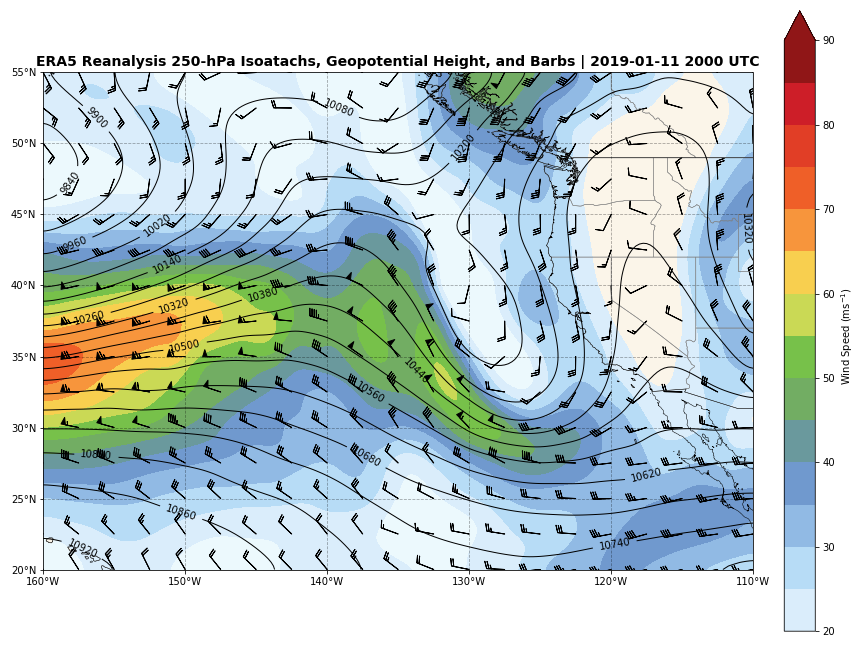 ERA5 Reanalysis 250-hPa Isoatachs, Geopotential Height, and Barbs | 2019-01-11 2000 UTC
90
80
70
60
50
40
30
20
Wind Speed (ms⁻¹)
55°N
50°N
45°N
40°N
35°N
30°N
25°N
20°N
160°W
150°W
140°W
130°W
120°W
110°W
9900
10080
10200
9840
10020
9960
10140
10320
10380
10320
10260
10500
10440
10560
10680
10620
10860
10740
10920